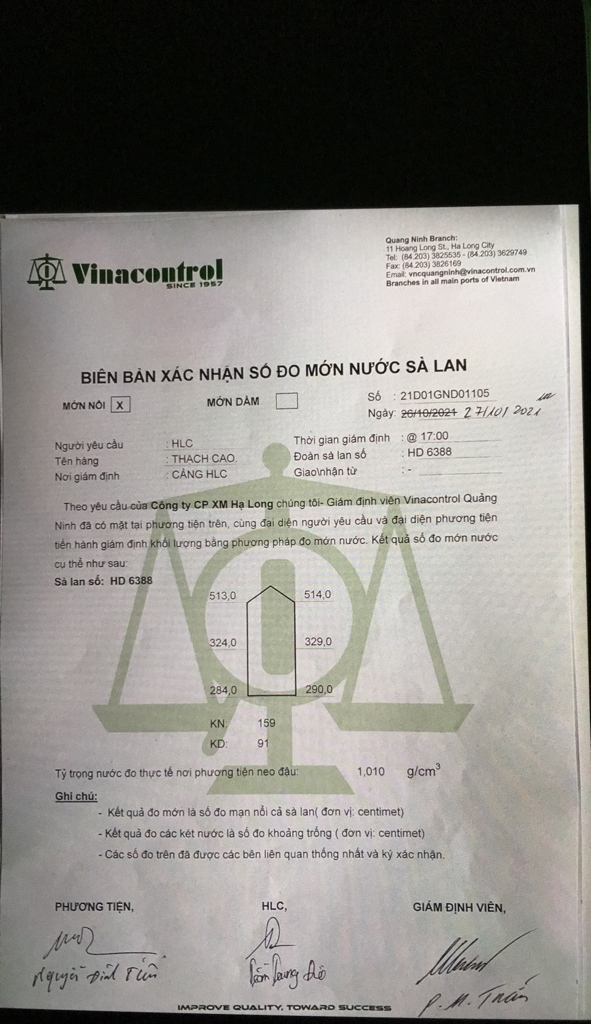 Quang Ninh Branch:
11 Hoang Long St., Ha Long City
Tel: (84.203) 3825535 - (84.203) 3629749
Fax: (84.203) 3826169
Email: vncquangninh@vinacontrol.com.vn
Branches in all main ports of Vietnam
Vinacontrol
SINCE 1957
BIÊN BẢN XÁC NHẬN SỐ ĐO MỚN NƯỚC SÀ LAN
MỚN NỔI X MỚN DẰM Số : 21D01GND01105
Ngày: 26/10/2021 27/10/2021
Người yêu cầu : HLC Thời gian giám định : @ 17:00
Tên hàng : THẠCH CAO Đoàn sà lan số : HD 6388
Nơi giám định : CẢNG HLC Giao\nhận từ : -
Theo yêu cầu của Công ty CP XM Hạ Long chúng tôi- Giám định viên Vinacontrol Quảng
Ninh đã có mặt tại phương tiện trên, cùng đại diện người yêu cầu và đại diện phương tiện
tiến hành giám định khối lượng bằng phương pháp đo mớn nước. Kết quả số đo mớn nước
cụ thể như sau:
Sà lan số: HD 6388
513,0 514,0
324,0 329,0
284,0 290,0
KN: 159
KD: 91
Tỷ trọng nước đo thực tế nơi phương tiện neo đậu: 1,010 g/cm³
Ghi chú:
- Kết quả đo mớn là số đo mạn nổi cả sà lan( đơn vị: centimet)
- Kết quả đo các két nước là số đo khoảng trống ( đơn vị: centimet)
- Các số đo trên đã được các bên liên quan thống nhất và ký xác nhận.
PHƯƠNG TIỆN, HLC, GIÁM ĐỊNH VIÊN,
Nguyễn Đình
IMPROVE QUALITY, TOWARD SUCCESS